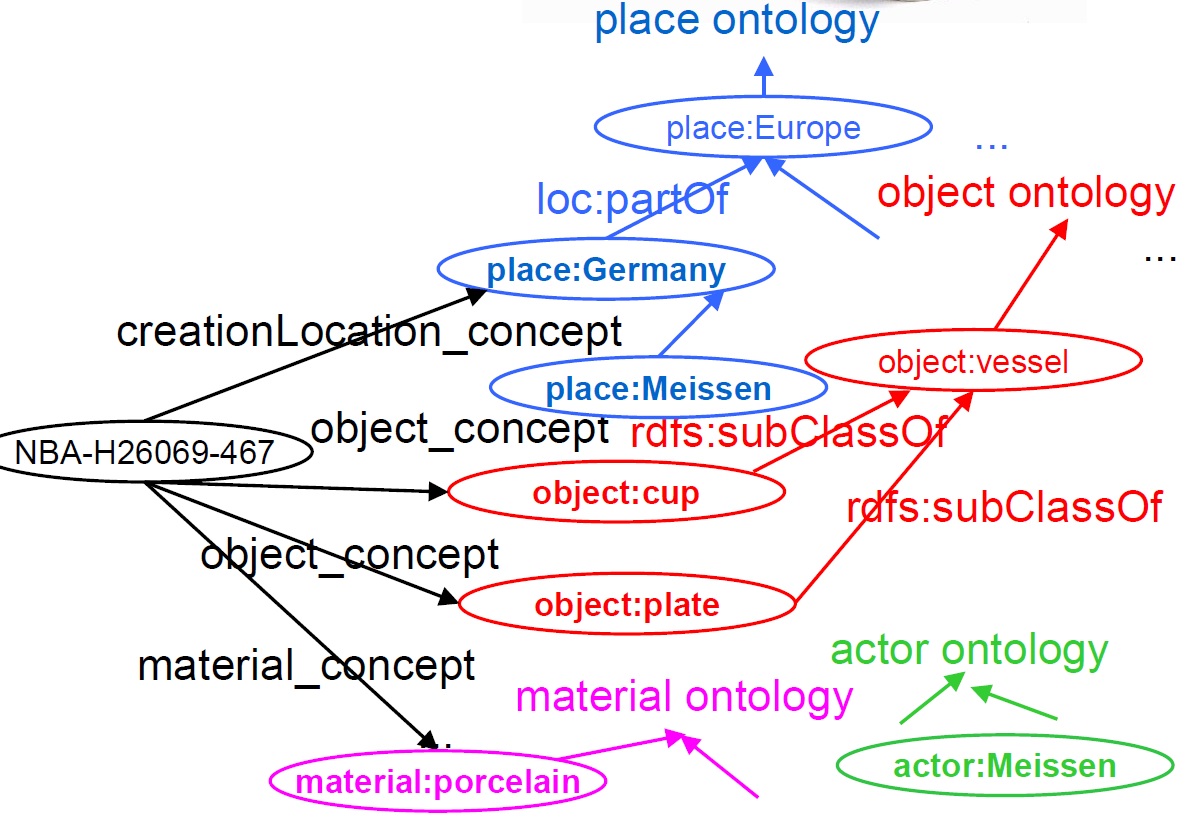 place ontology
place:Europe
...
loc:partOf
object ontology
...
place:Germany
creationLocation_concept
object:vessel
place:Meissen
object_concept
rdfs:subClassOf
NBA-H26069-467
object:cup
rdfs:subClassOf
object_concept
object:plate
actor ontology
material_concept
material ontology
...
actor:Meissen
material:porcelain